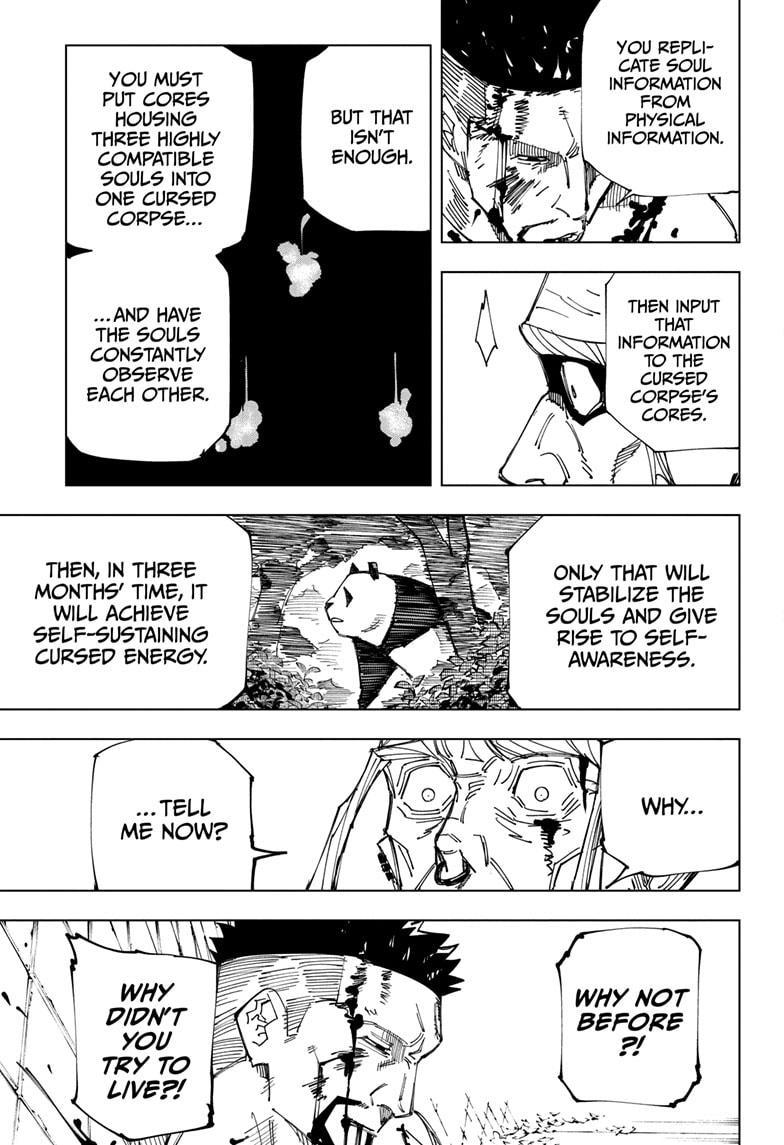 YOU REPLI-
CATE SOUL
INFORMATION
FROM
PHYSICAL
INFORMATION.
THEN INPUT
THAT
INFORMATION
TO THE
CURSED
CORPSE'S
CORES.
BUT THAT
ISN'T
ENOUGH.
YOU MUST
PUT CORES
HOUSING
THREE HIGHLY
COMPATIBLE
SOULS INTO
ONE CURSED
CORPSE...
...AND HAVE
THE SOULS
CONSTANTLY
OBSERVE
EACH OTHER.
ONLY THAT WILL
STABILIZE THE
SOULS AND GIVE
RISE TO SELF-
AWARENESS.
THEN, IN THREE
MONTHS' TIME, IT
WILL ACHIEVE
SELF-SUSTAINING
CURSED ENERGY.
WHY...
...TELL
ME NOW?
WHY NOT
BEFORE
?!
WHY
DIDN'T
YOU
TRY TO
LIVE?!